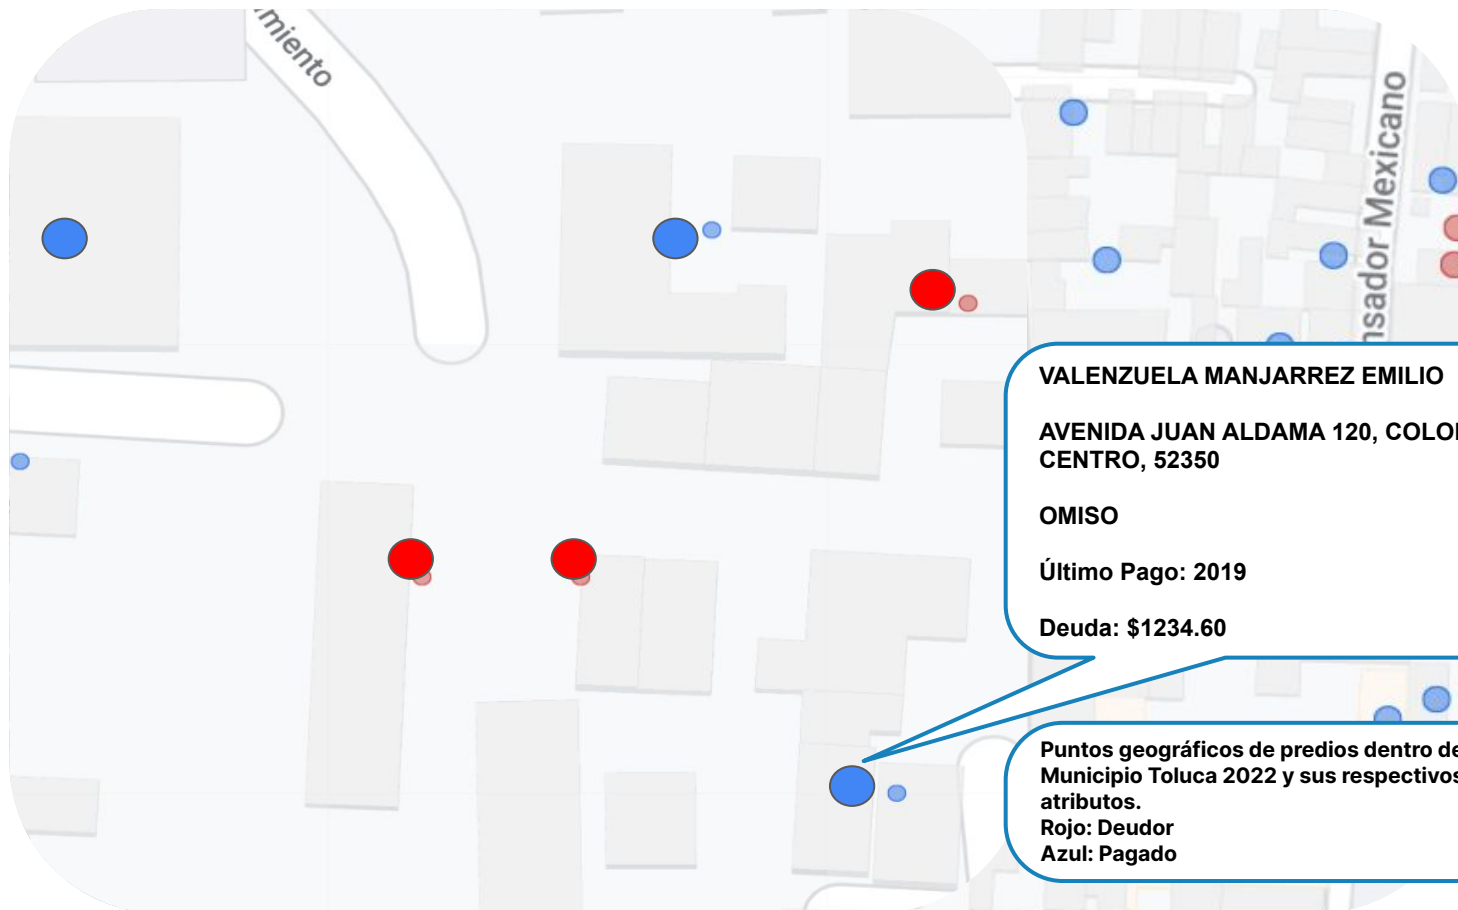 miento
nsador Mexicano
VALENZUELA MANJARREZ EMILIO
AVENIDA JUAN ALDAMA 120, COLO
CENTRO, 52350
OMISO
Último Pago: 2019
Deuda: $1234.60
Puntos geográficos de predios dentro de
Municipio Toluca 2022 y sus respectivos
atributos.
Rojo: Deudor
Azul: Pagado